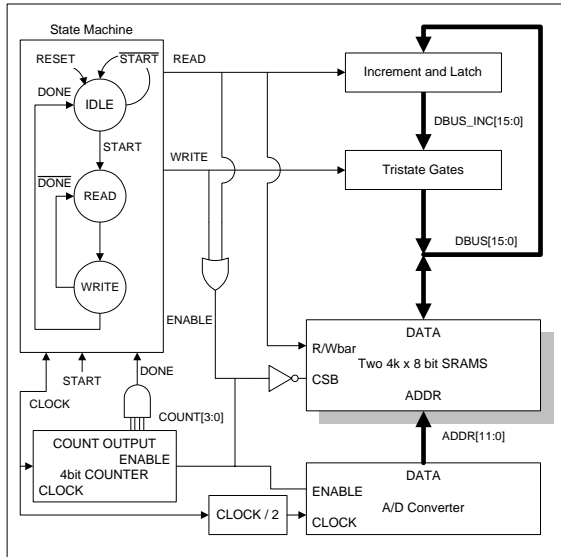 State Machine
RESET
START
READ
Increment and Latch
DONE
IDLE
DBUS_INC[15:0]
START
WRITE
DONE
Tristate Gates
READ
DBUS[15:0]
WRITE
ENABLE
DATA
R/Wbar
Two 4k x 8 bit SRAMS
CSB
ADDR
START
DONE
CLOCK
COUNT[3:0]
ADDR[11:0]
COUNT OUTPUT
ENABLE
4bit COUNTER
CLOCK
DATA
ENABLE
A/D Converter
CLOCK / 2
CLOCK